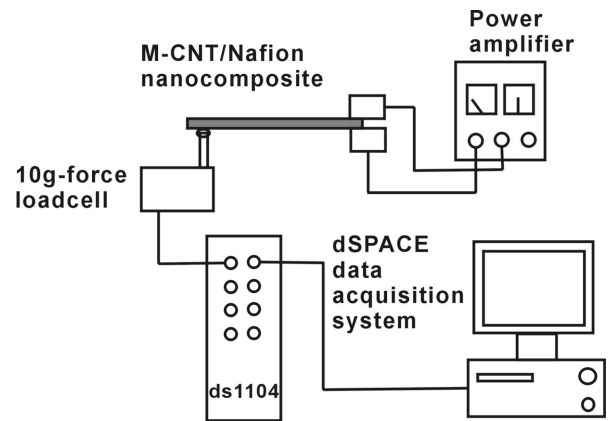 Power
amplifier
M-CNT/Nafion
nanocomposite
10g-force
loadcell
dSPACE
data
acquisition
system
ds1104